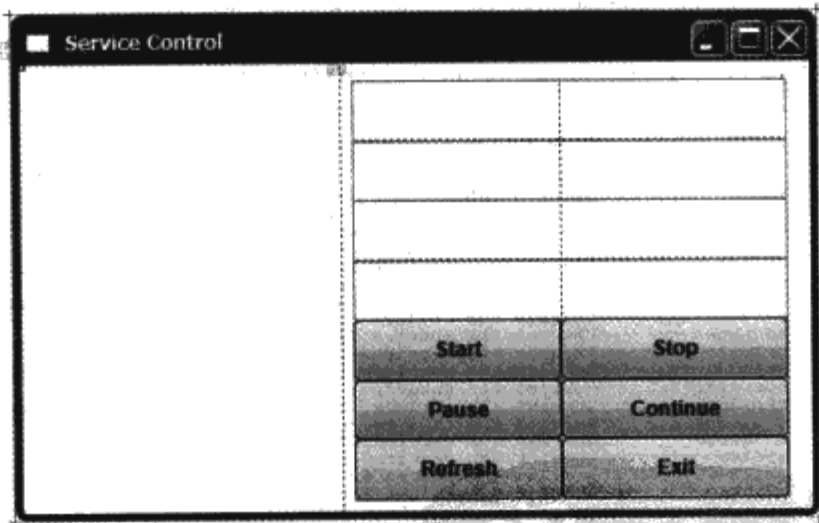 Service Control
Start Stop
Pause Continue
Refresh Exit